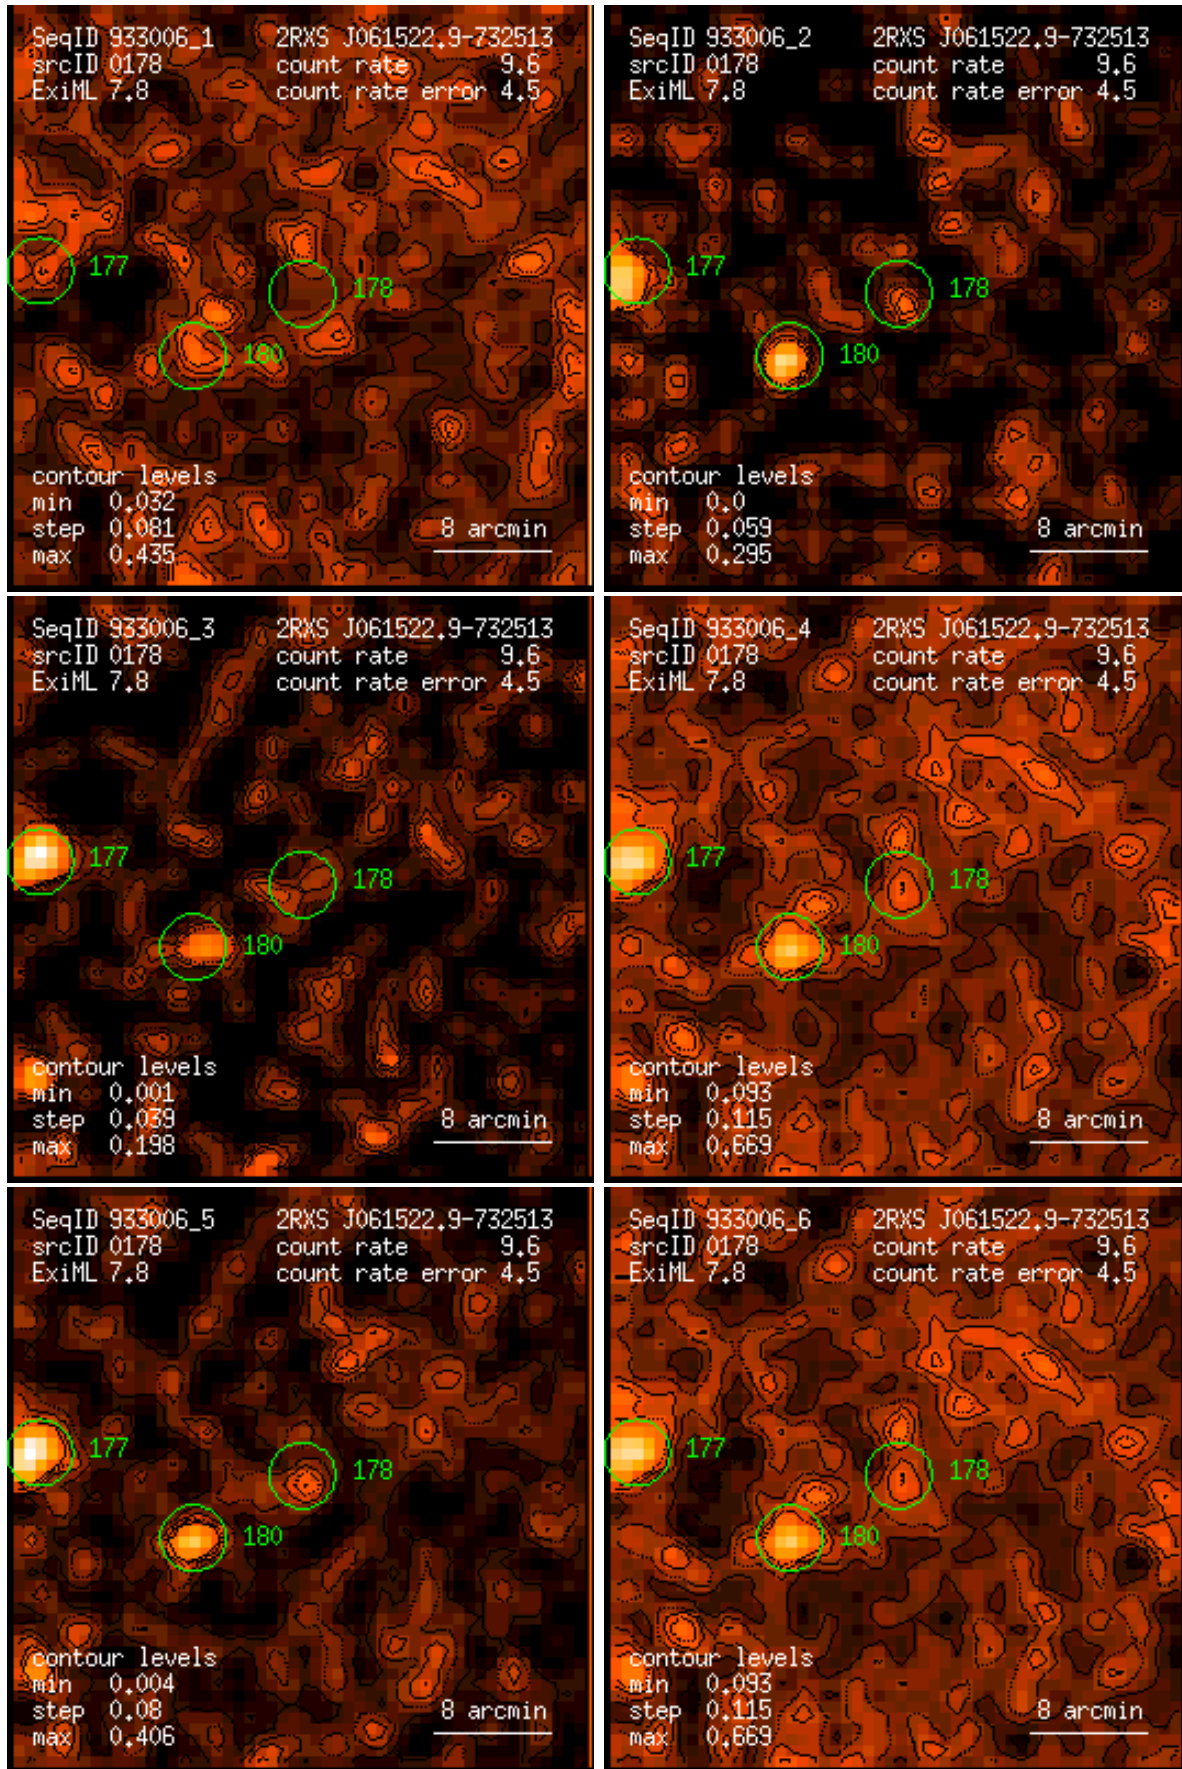 SeqID 933006_1 2RXS J061522.9-732513
srcID 0178 count rate 9.6
ExiML 7.8 count rate error 4.5
177
178
180
contour levels
min 0.032
step 0.081 8 arcmin
max 0.435
SeqID 933006_2 2RXS J061522.9-732513
srcID 0178 count rate 9.6
ExiML 7.8 count rate error 4.5
177
178
180
contour levels
min 0.0
step 0.059 8 arcmin
max 0.295
SeqID 933006_3 2RXS J061522.9-732513
srcID 0178 count rate 9.6
ExiML 7.8 count rate error 4.5
177
178
180
contour levels
min 0.001
step 0.039 8 arcmin
max 0.198
SeqID 933006_4 2RXS J061522.9-732513
srcID 0178 count rate 9.6
ExiML 7.8 count rate error 4.5
177
178
180
contour levels
min 0.093
step 0.115 8 arcmin
max 0.669
SeqID 933006_5 2RXS J061522.9-732513
srcID 0178 count rate 9.6
ExiML 7.8 count rate error 4.5
177
178
180
contour levels
min 0.004
step 0.08 8 arcmin
max 0.406
SeqID 933006_6 2RXS J061522.9-732513
srcID 0178 count rate 9.6
ExiML 7.8 count rate error 4.5
177
178
180
contour levels
min 0.093
step 0.115 8 arcmin
max 0.669